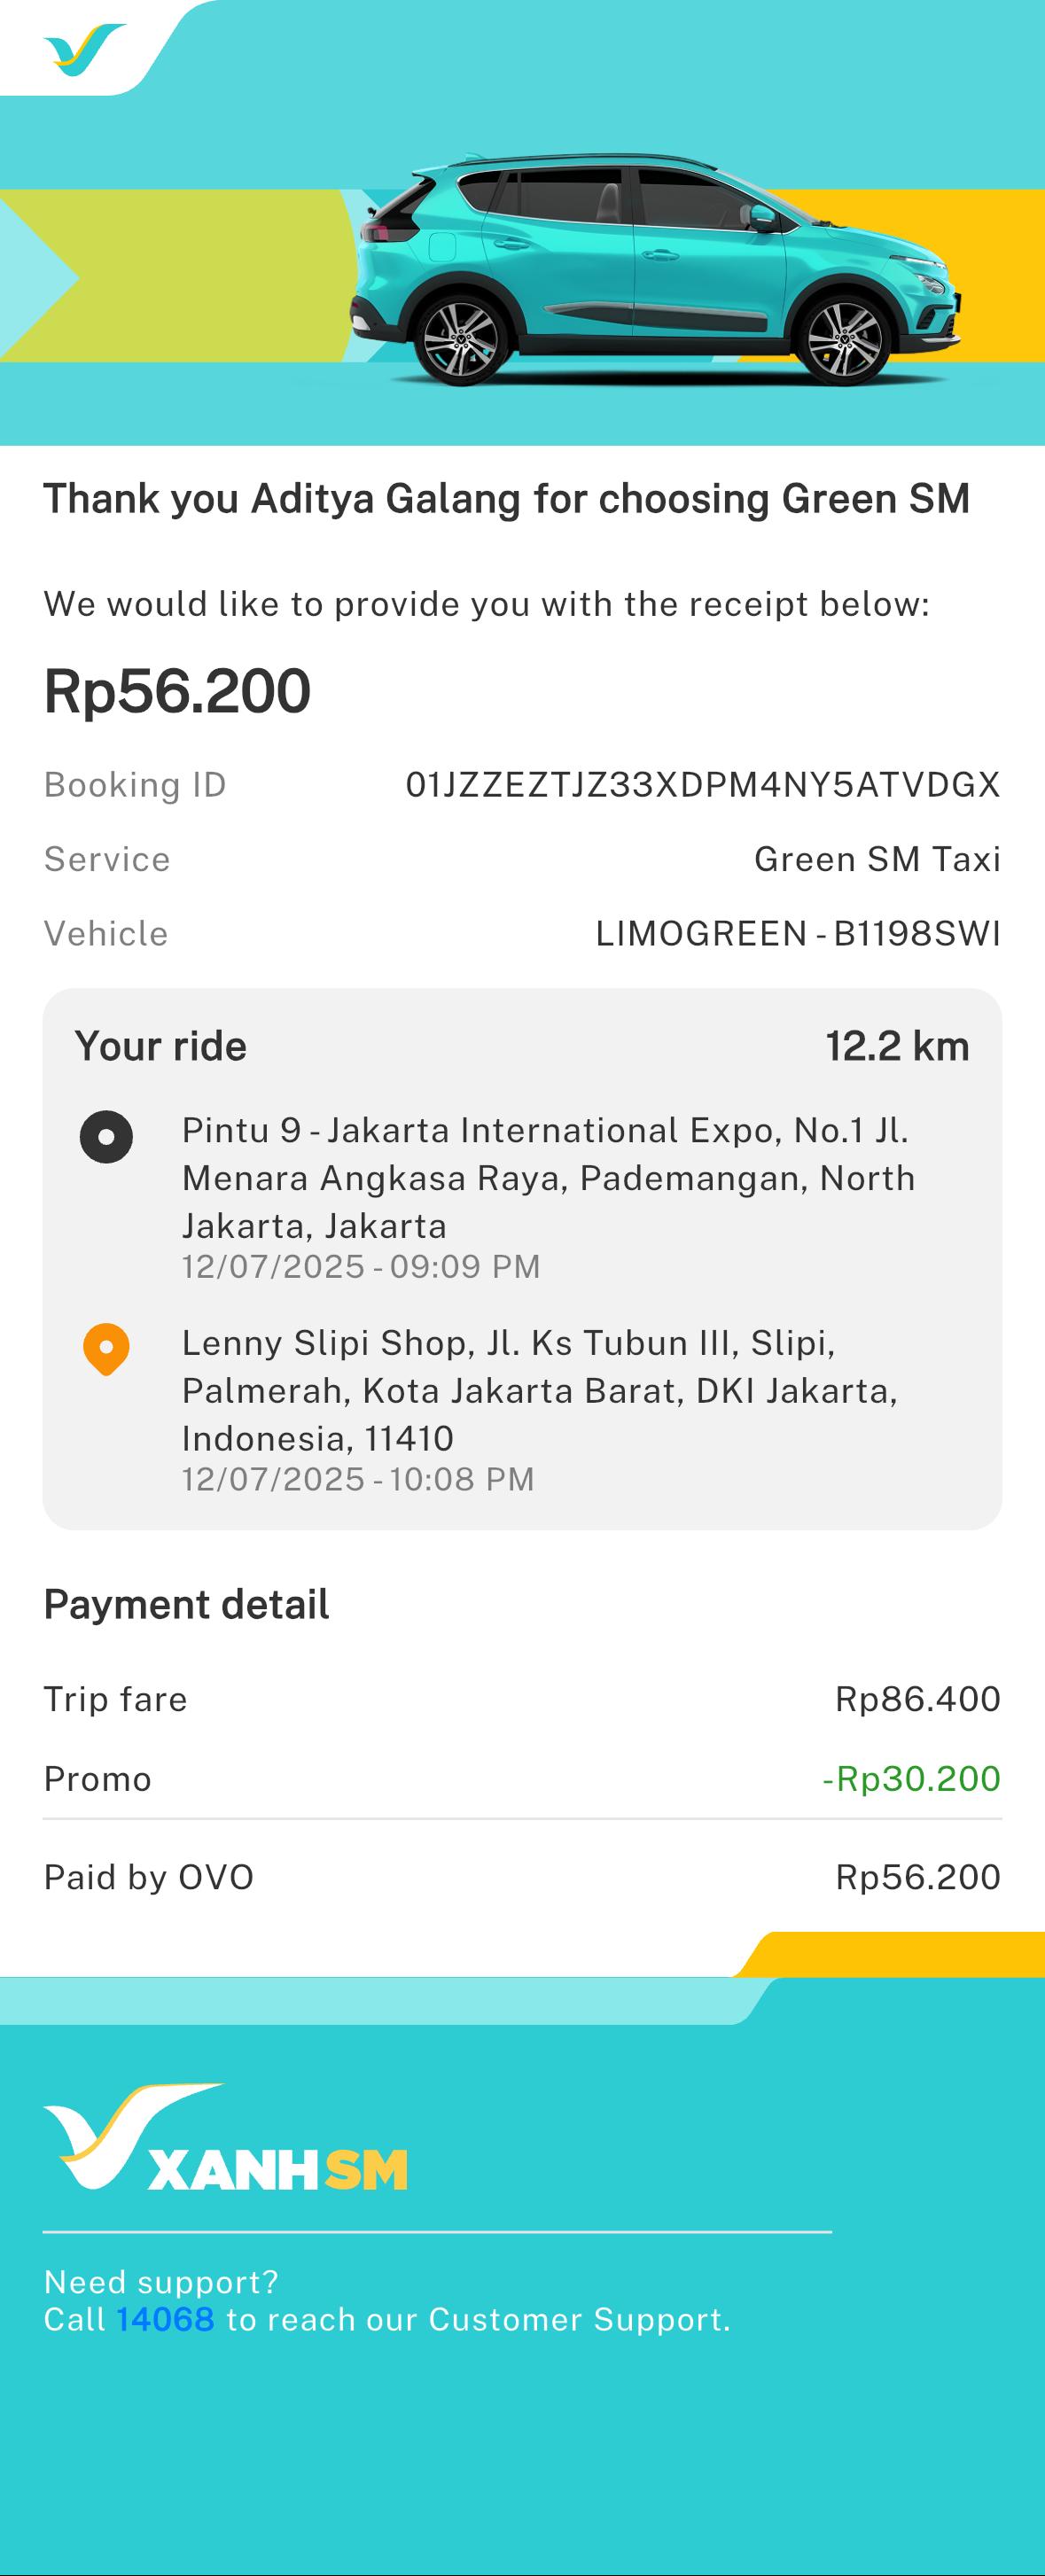 Thank you Aditya Galang for choosing Green SM
We would like to provide you with the receipt below:
Rp56.200
Booking ID 01JZZEZTJZ33XDPM4NY5ATVDGX
Service Green SM Taxi
Vehicle LIMOGREEN - B1198SWI
Your ride 12.2 km
Pintu 9 - Jakarta International Expo, No.1 Jl.
Menara Angkasa Raya, Pademangan, North
Jakarta, Jakarta
12/07/2025 - 09:09 PM
Lenny Slipi Shop, Jl. Ks Tubun III, Slipi,
Palmerah, Kota Jakarta Barat, DKI Jakarta,
Indonesia, 11410
12/07/2025 - 10:08 PM
Payment detail
Trip fare Rp86.400
Promo -Rp30.200
Paid by OVO Rp56.200
XANH SM
Need support?
Call 14068 to reach our Customer Support.